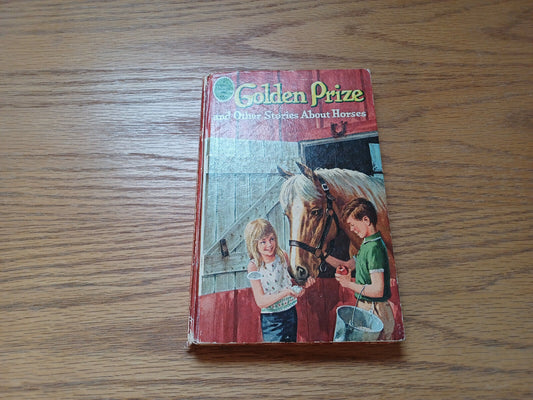 Golden Prize
and Other Stories About Horses